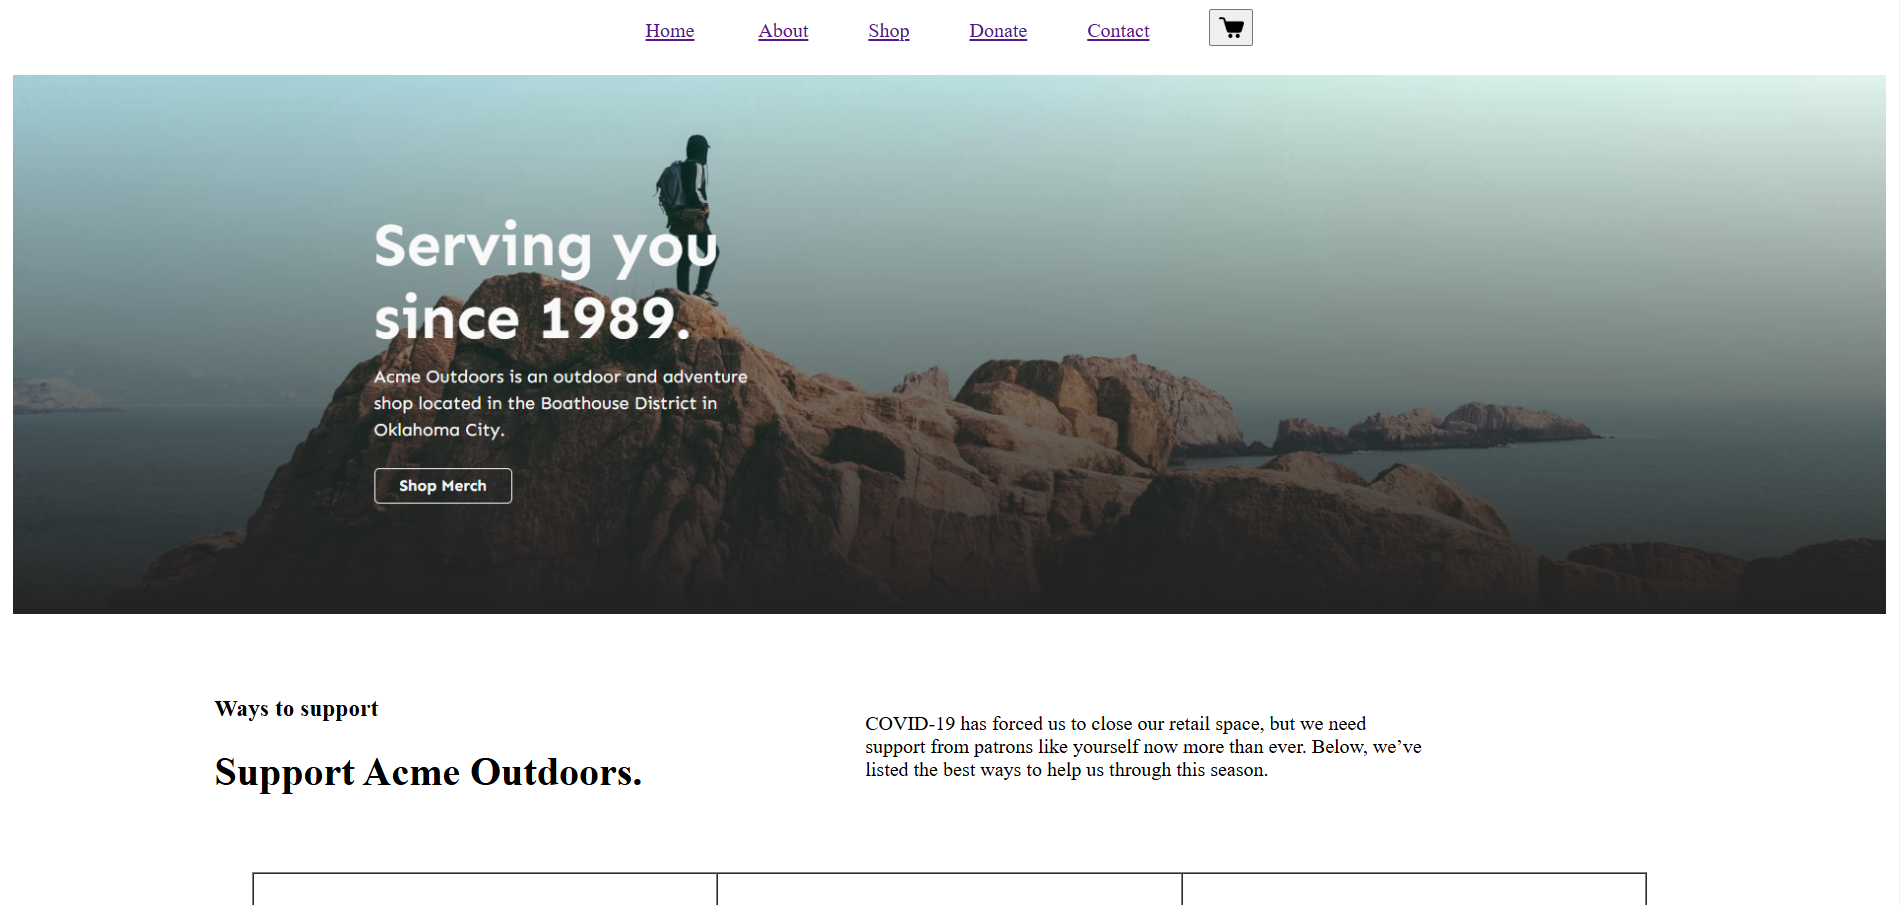 Home About Shop Donate Contact
Serving you
since 1989.
Acme Outdoors is an outdoor and adventure
shop located in the Boathouse District in
Oklahoma City.
Shop Merch
Ways to support
Support Acme Outdoors.
COVID-19 has forced us to close our retail space, but we need
support from patrons like yourself now more than ever. Below, we’ve
listed the best ways to help us through this season.